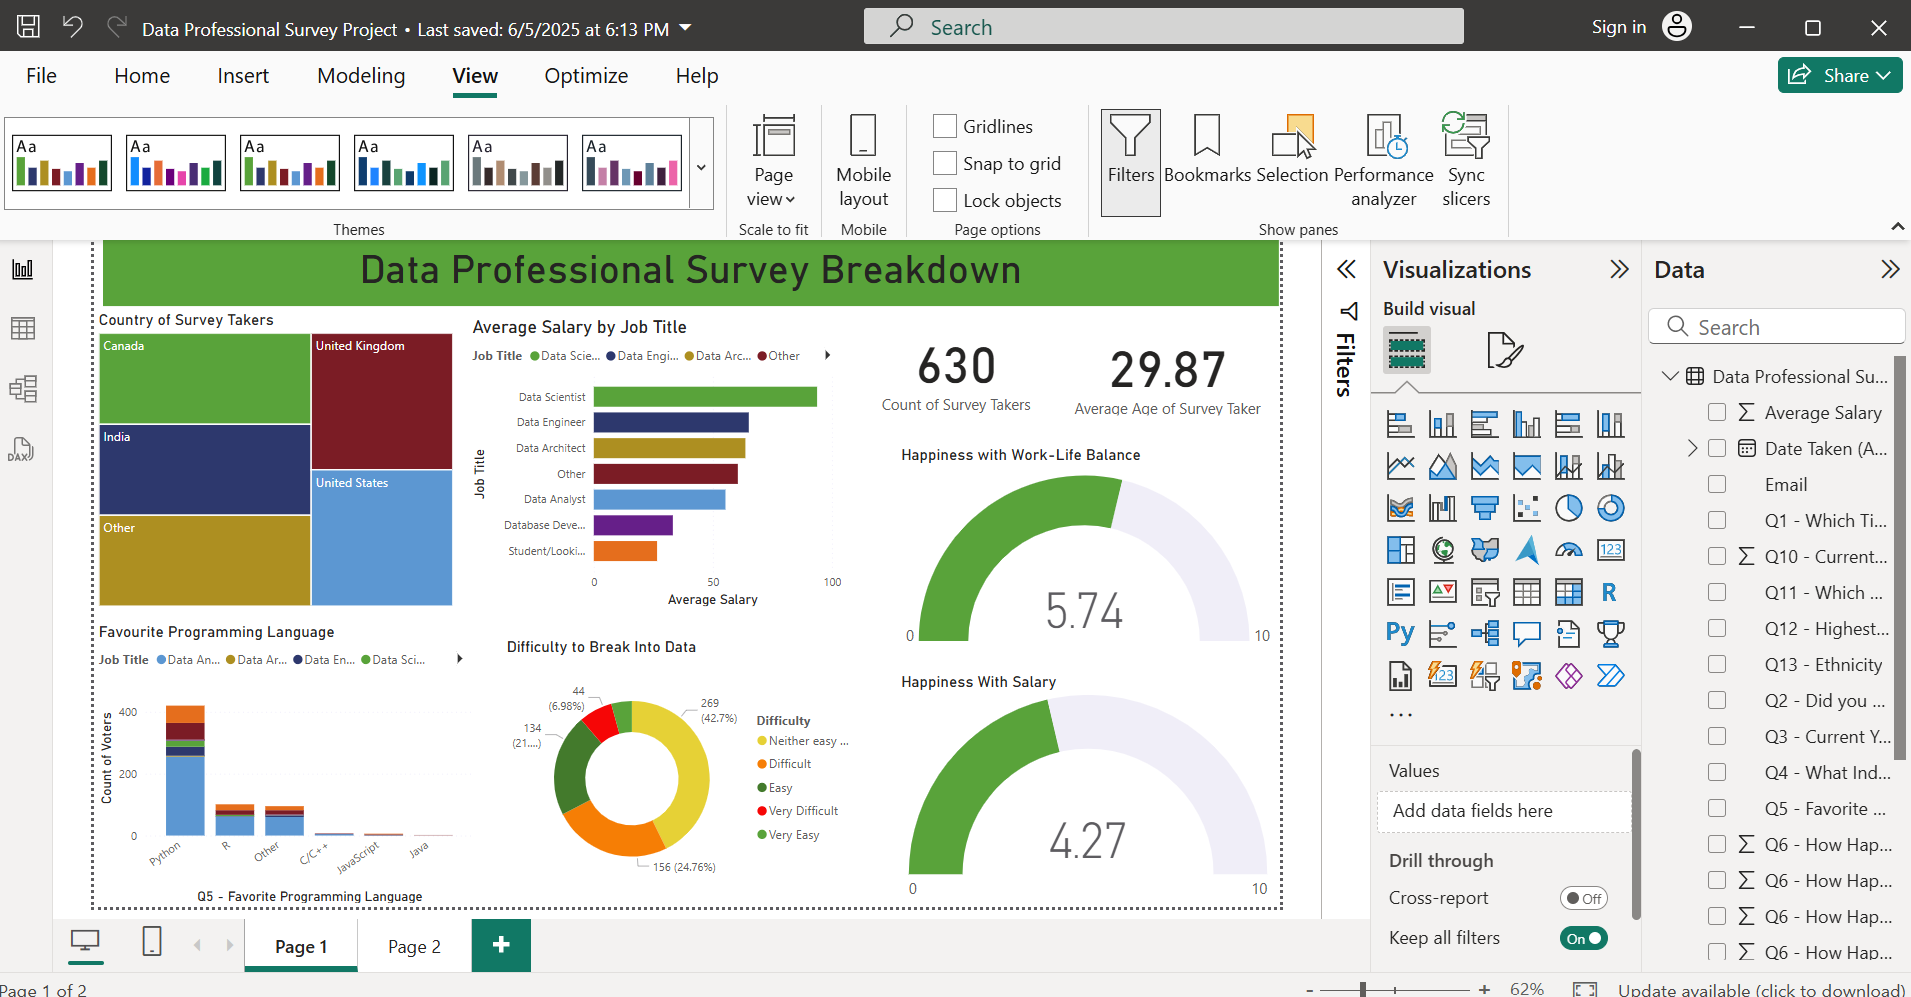 Data Professional Survey Project • Last saved: 6/5/2025 at 6:13 PM
Search
Sign in
File Home Insert Modeling View Optimize Help
Share
Aa Aa Aa Aa Aa Aa
Page view
Mobile layout
Gridlines
Snap to grid
Lock objects
Filters
Bookmarks
Selection
Performance analyzer
Sync slicers
Themes
Scale to fit
Mobile
Page options
Show panes
DAX
Data Professional Survey Breakdown
Country of Survey Takers
Canada
United Kingdom
India
United States
Other
Average Salary by Job Title
Job Title Data Scie... Data Engi... Data Arc... Other
Job Title
Data Scientist
Data Engineer
Data Architect
Other
Data Analyst
Database Deve...
Student/Looki...
0 50 100
Average Salary
630
Count of Survey Takers
29.87
Average Age of Survey Taker
Happiness with Work-Life Balance
5.74
0 10
Favourite Programming Language
Job Title Data An... Data Ar... Data En... Data Sci...
Count of Voters
400
200
0
Python R Other C/C++ JavaScript Java
Q5 - Favorite Programming Language
Difficulty to Break Into Data
44
(6.98%)
269
(42.7%)
134
(21....)
156 (24.76%)
Difficulty
Neither easy ...
Difficult
Easy
Very Difficult
Very Easy
Happiness With Salary
4.27
0 10
Filters
Visualizations
Build visual
123
R
Py
123
...
Values
Add data fields here
Drill through
Cross-report Off
Keep all filters On
Data
Search
Data Professional Su...
Average Salary
Date Taken (A...
Email
Q1 - Which Ti...
Q10 - Current...
Q11 - Which ...
Q12 - Highest...
Q13 - Ethnicity
Q2 - Did you ...
Q3 - Current Y...
Q4 - What Ind...
Q5 - Favorite ...
Q6 - How Hap...
Q6 - How Hap...
Q6 - How Hap...
Q6 - How Hap...
Page 1 Page 2 +
Page 1 of 2
- + 62%
Update available (click to download)